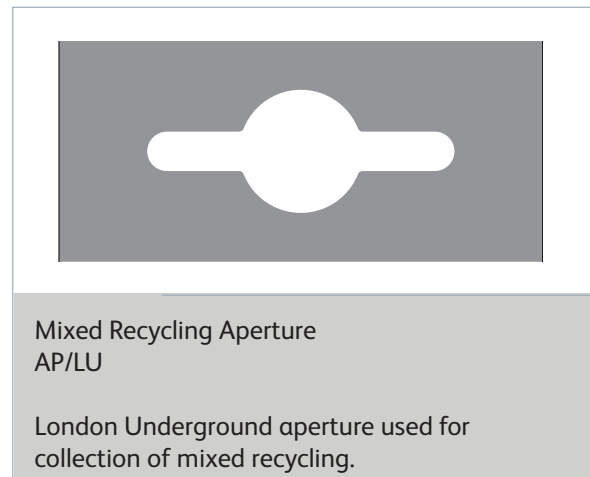 Mixed Recycling Aperture
AP/LU
London Underground aperture used for
collection of mixed recycling.